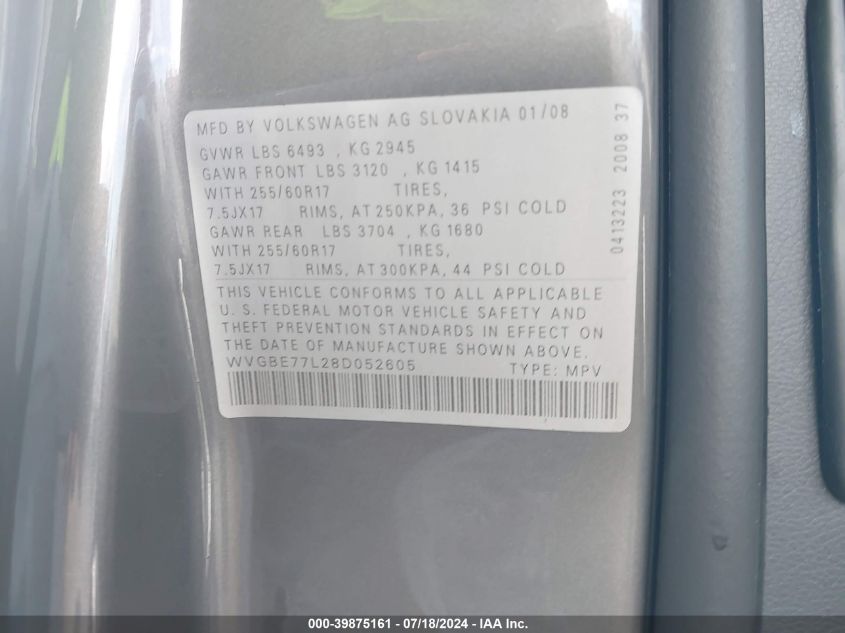 MFD BY VOLKSWAGEN AG SLOVAKIA 01/08
GVWR LBS 6493 , KG 2945
GAWR FRONT LBS 3120 , KG 1415
WITH 255/60R17 TIRES,
7.5JX17 RIMS, AT 250KPA, 36 PSI COLD
GAWR REAR LBS 3704 , KG 1680
WITH 255/60R17 TIRES,
7.5JX17 RIMS, AT 300KPA, 44 PSI COLD
THIS VEHICLE CONFORMS TO ALL APPLICABLE
U. S. FEDERAL MOTOR VEHICLE SAFETY AND
THEFT PREVENTION STANDARDS IN EFFECT ON
THE DATE OF MANUFACTURE SHOWN ABOVE.
WVGBE77L28D052605 TYPE: MPV
0413223 2008 37
000-39875161 / 07/18/2024 - IAA Inc.